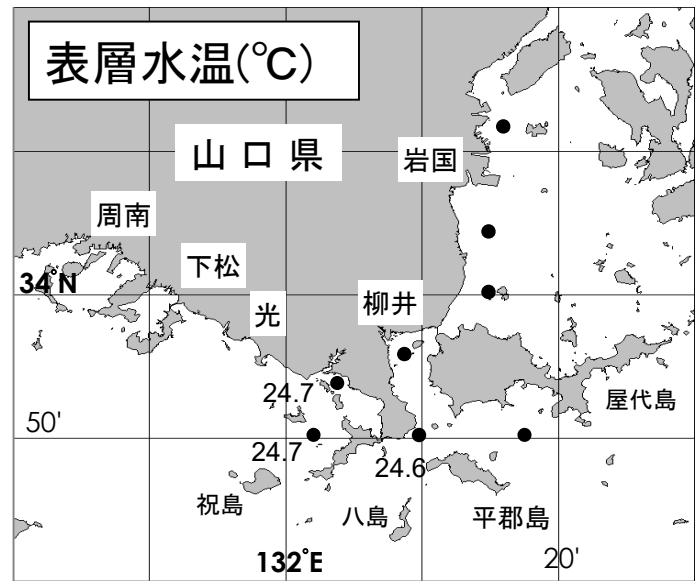 表層水温(℃)
山口県
岩国
周南
下松
34°N
光
柳井
24.7
屋代島
50'
24.7
24.6
祝島
八島
平郡島
132°E
20'